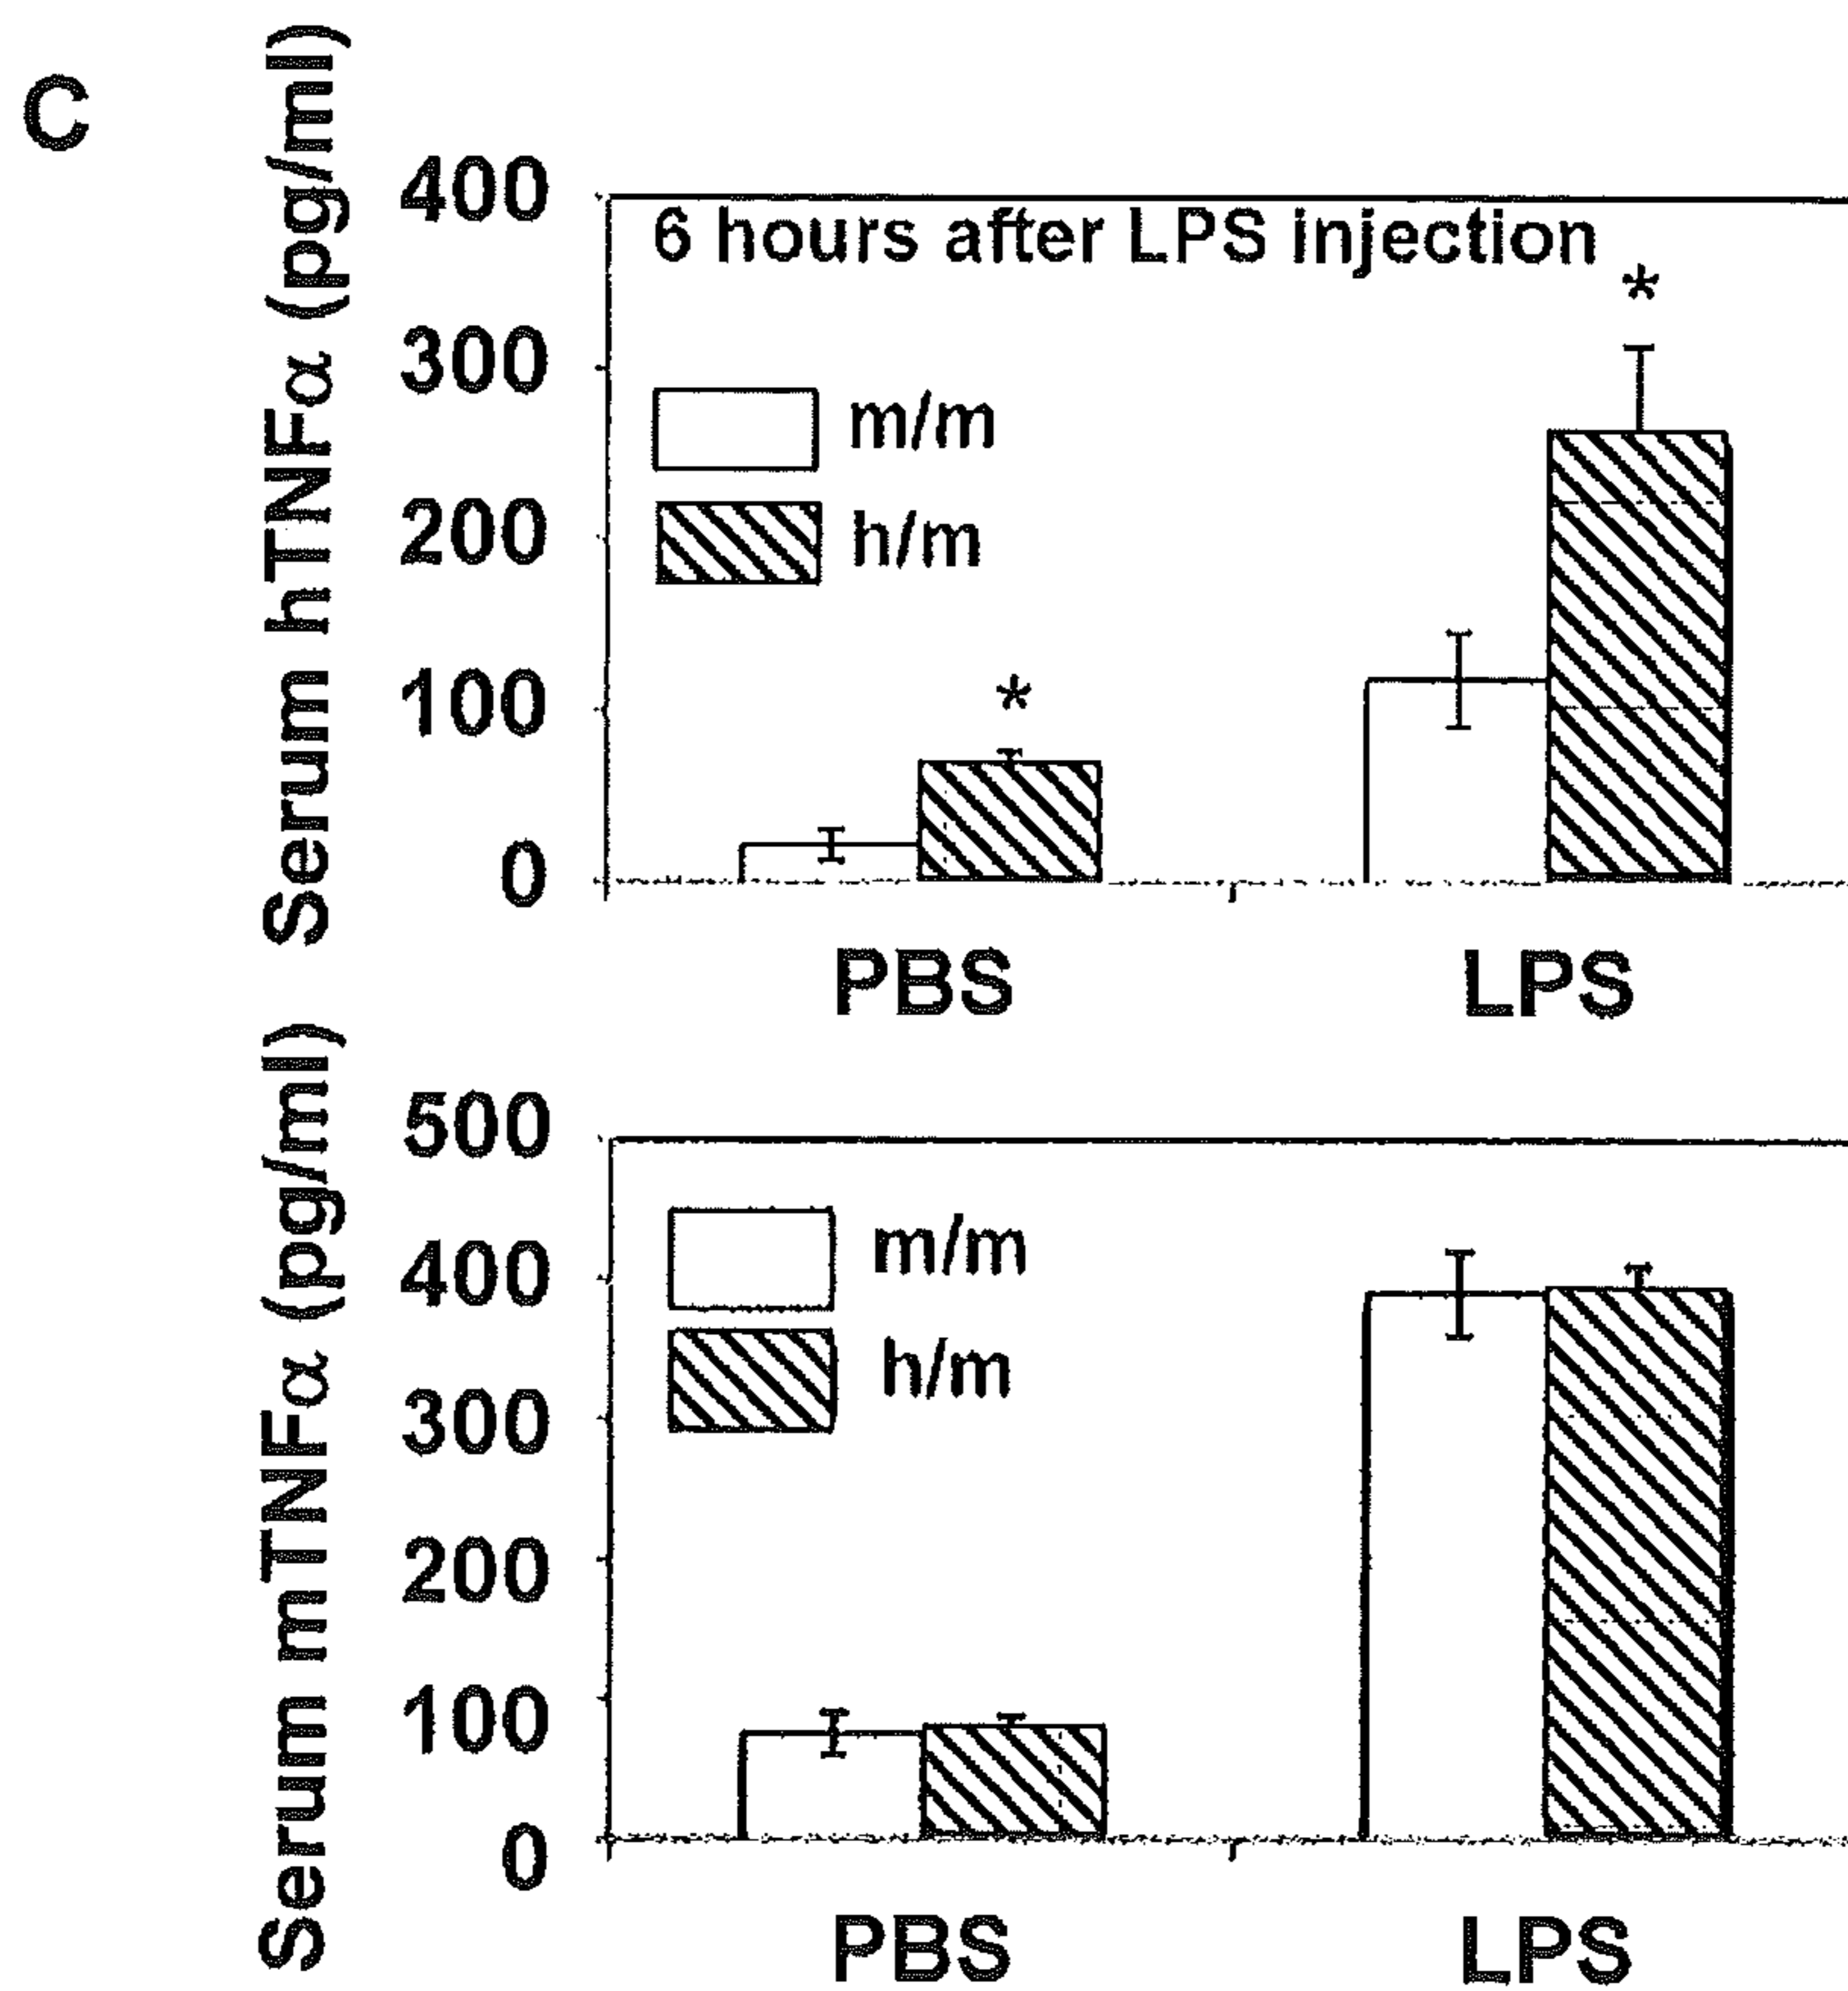 C
Serum hTNFα (pg/ml)
400
300
200
100
0
6 hours after LPS injection
m/m
h/m
*
*
PBS
LPS
Serum mTNFα (pg/ml)
500
400
300
200
100
0
m/m
h/m
PBS
LPS